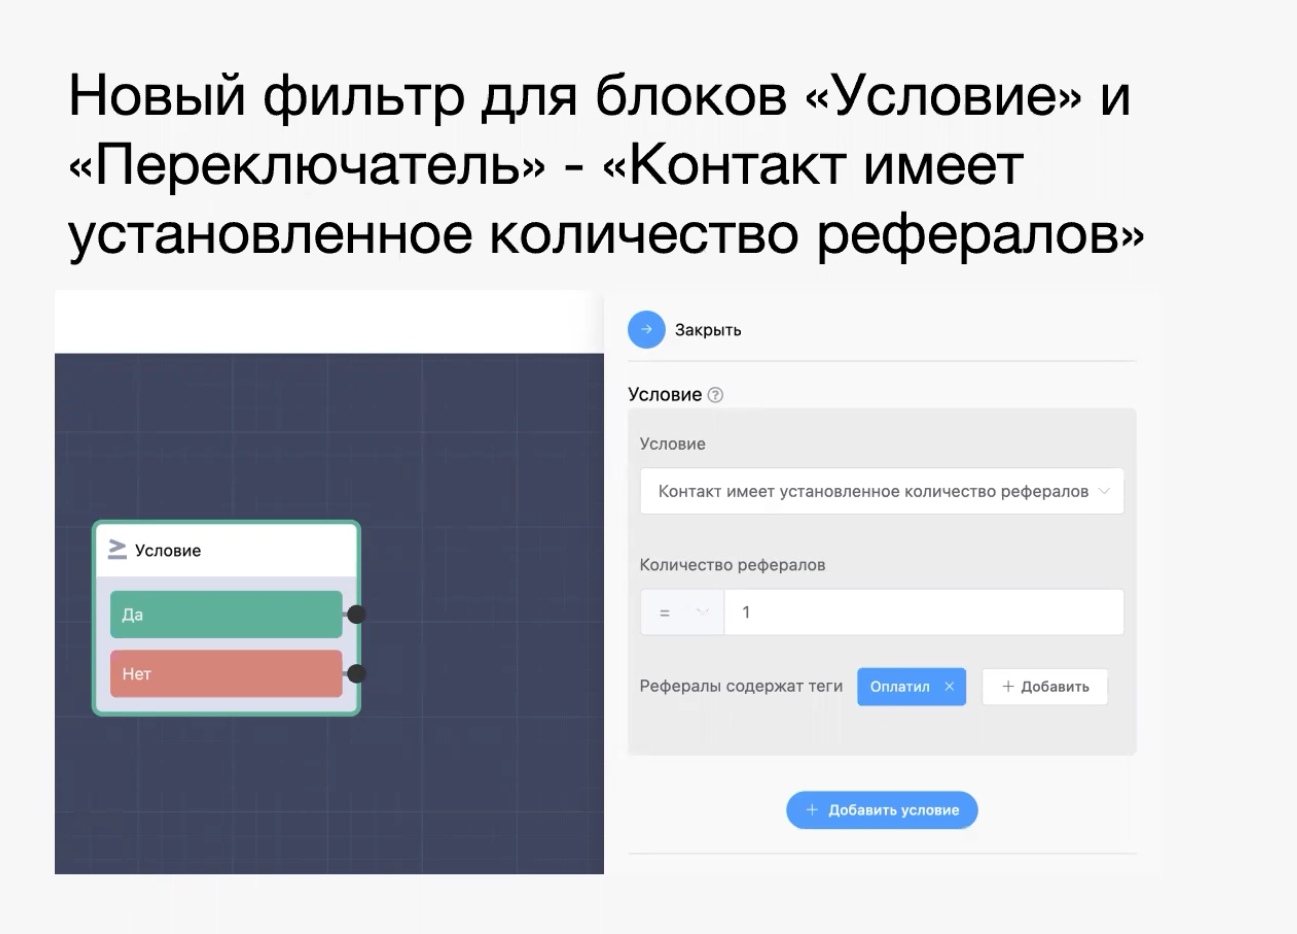 Новый фильтр для блоков «Условие» и
«Переключатель» - «Контакт имеет
установленное количество рефералов»
Закрыть
Условие
Условие
Контакт имеет установленное количество рефералов
Количество рефералов
= 1
Рефералы содержат теги Оплатил × + Добавить
+ Добавить условие
Условие
Да
Нет